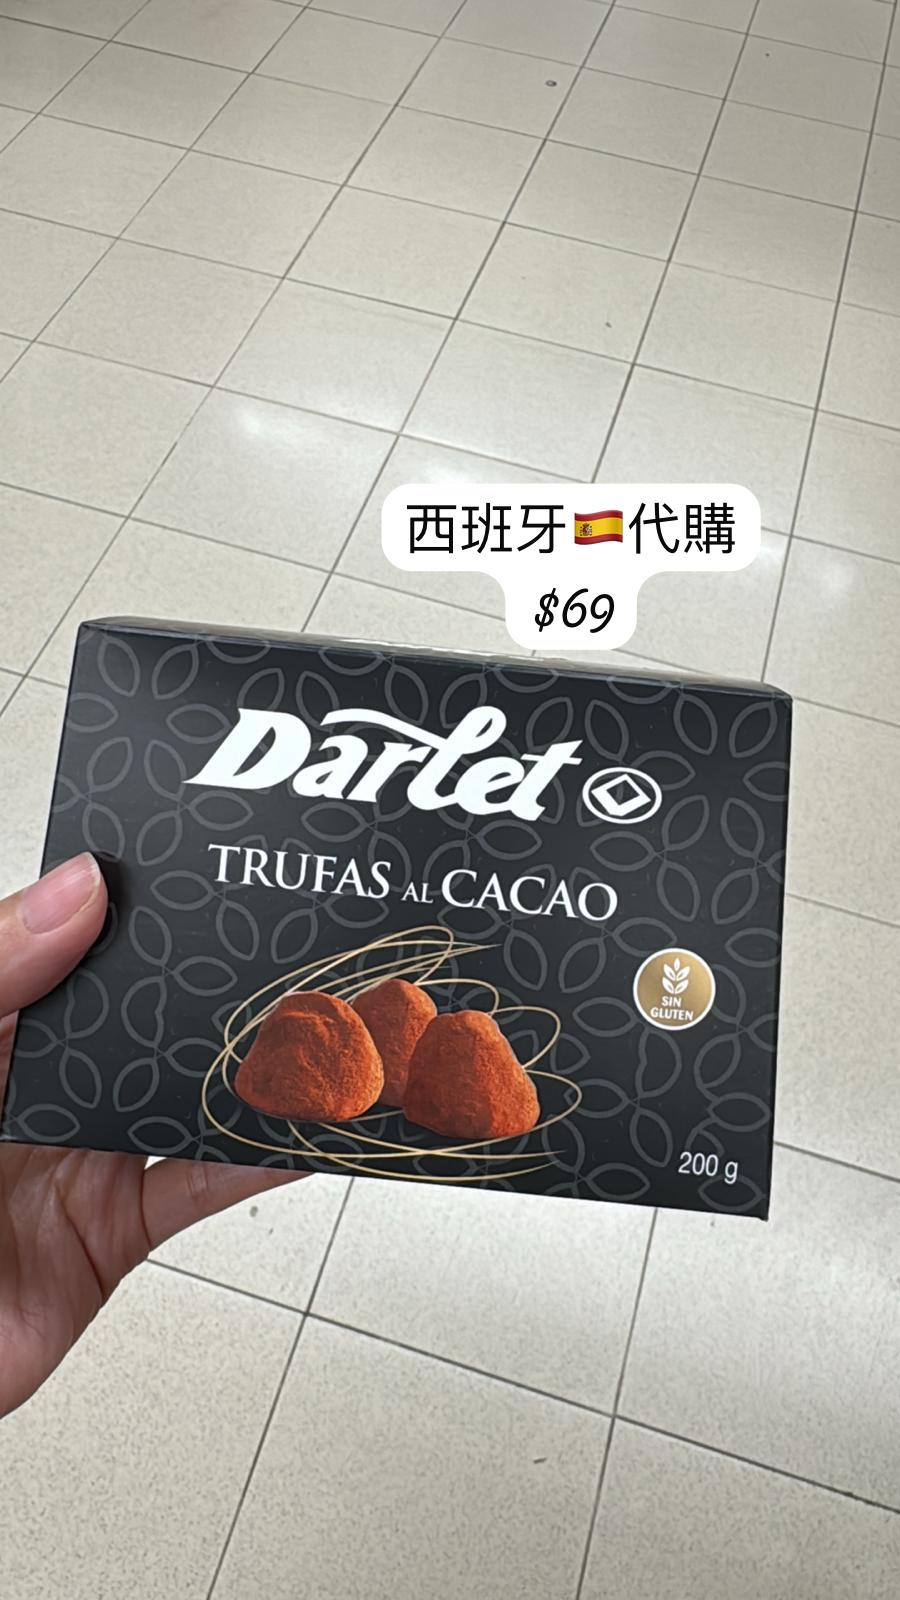 西班牙🇪🇸代購
$69
Darlet
TRUFAS AL CACAO
SIN
GLUTEN
200 g